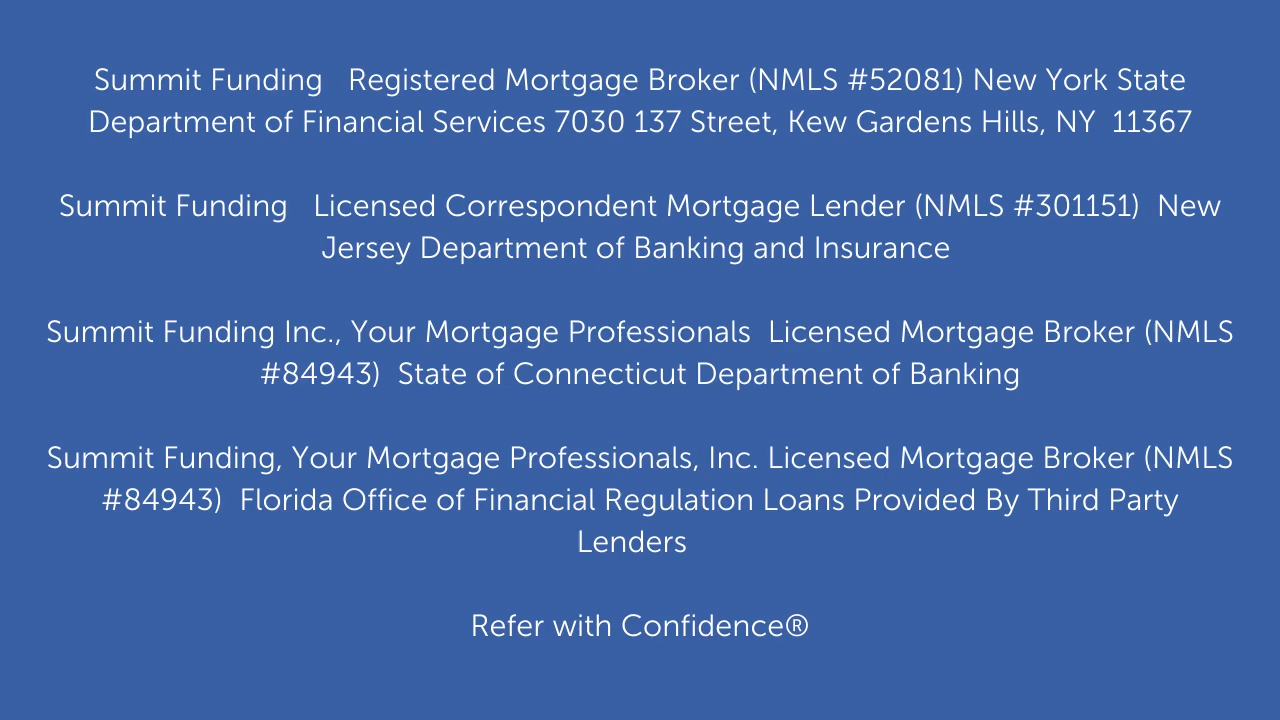 Summit Funding   Registered Mortgage Broker (NMLS #52081) New York State
Department of Financial Services 7030 137 Street, Kew Gardens Hills, NY  11367
Summit Funding   Licensed Correspondent Mortgage Lender (NMLS #301151)  New
Jersey Department of Banking and Insurance
Summit Funding Inc., Your Mortgage Professionals  Licensed Mortgage Broker (NMLS
#84943)  State of Connecticut Department of Banking
Summit Funding, Your Mortgage Professionals, Inc. Licensed Mortgage Broker (NMLS
#84943)  Florida Office of Financial Regulation Loans Provided By Third Party
Lenders
Refer with Confidence®